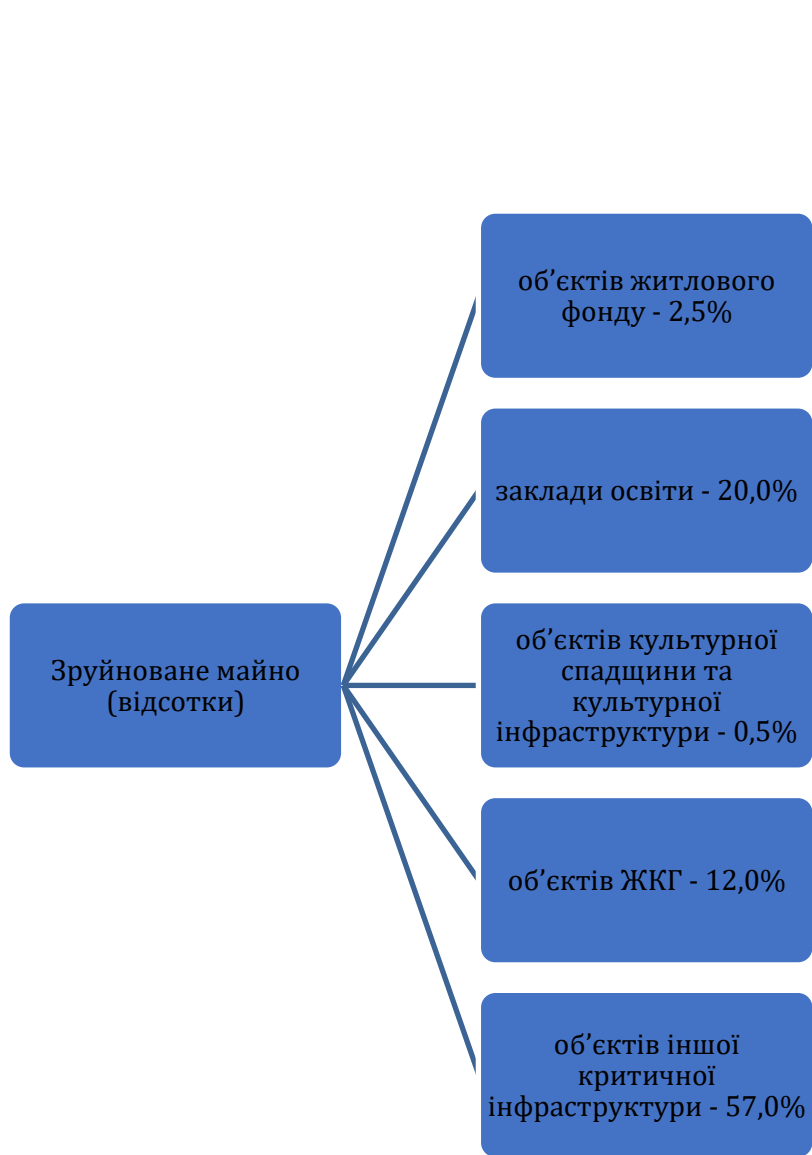 об’єктів житлового
фонду - 2,5%
заклади освіти - 20,0%
Зруйноване майно
(відсотки)
об’єктів культурної
спадщини та
культурної
інфраструктури - 0,5%
об’єктів ЖКГ - 12,0%
об’єктів іншої
критичної
інфраструктури - 57,0%